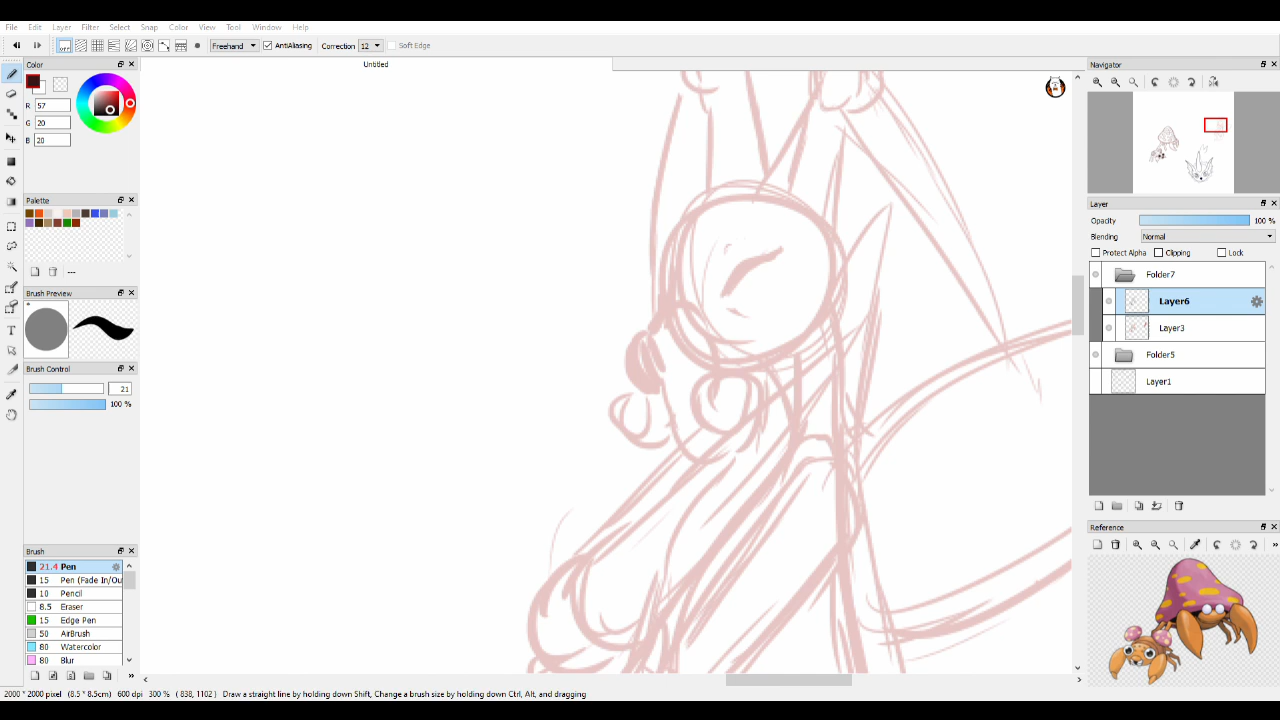 File Edit Layer Filter Select Snap Color View Tool Window Help
OFF Freehand AntiAliasing Correction 12 Soft Edge
Color
Untitled
Navigator
R 57
G 20
B 20
Palette
---
Brush Preview
Brush Control
21
100 %
Layer
Opacity 100 %
Blending Normal
Protect Alpha Clipping Lock
Folder7
Layer6
Layer3
Folder5
Layer1
Reference
Brush
21.4 Pen
15 Pen (Fade In/Ou
10 Pencil
8.5 Eraser
15 Edge Pen
50 AirBrush
80 Watercolor
80 Blur
2000 * 2000 pixel (8.5 * 8.5cm) 600 dpi 300 % ( 838, 1102 ) Draw a straight line by holding down Shift, Change a brush size by holding down Ctrl, Alt, and dragging